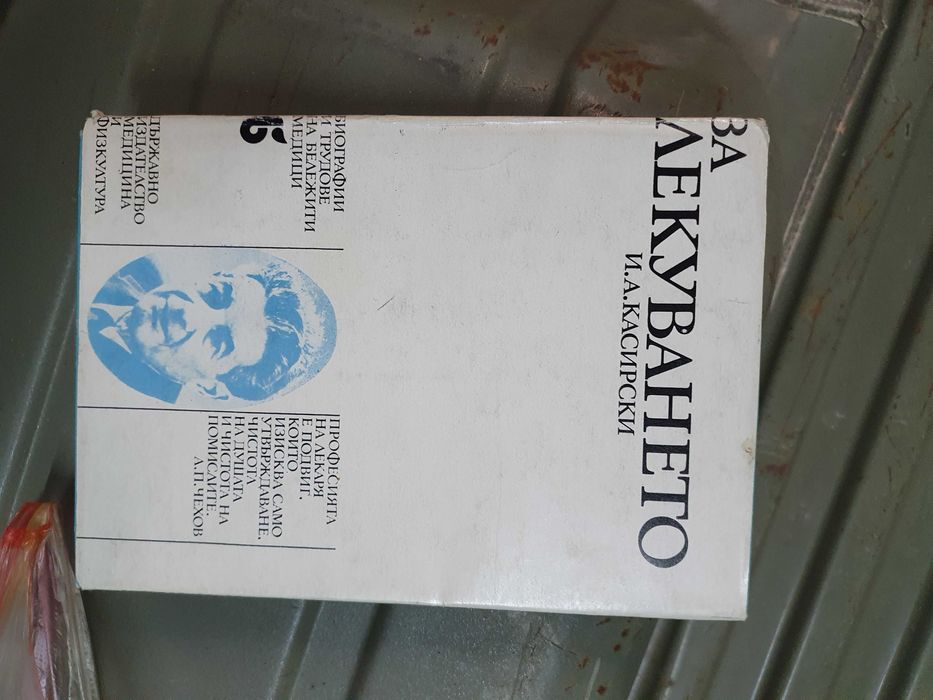 ЗА
ЛЕКУВАНЕТО
И.А.КАСИРСКИ
БИОГРАФИИ
И ТРУДОВЕ
НА БЕЛЕЖИТИ
МЕДИЦИ
ДЪРЖАВНО
ИЗДАТЕЛСТВО
МЕДИЦИНА
И
ФИЗКУЛТУРА
ПРОФЕСИЯТА
НА ЛЕКАРЯ
Е ПОДВИГ.
КОЙТО
ИЗИСКВА САМО
УТВЪРЖДАВАНЕ.
ЧИСТОТА
НА ДУШАТА
И ЧИСТОТА НА
ПОМИСЛИТЕ.
А.П.ЧЕХОВ